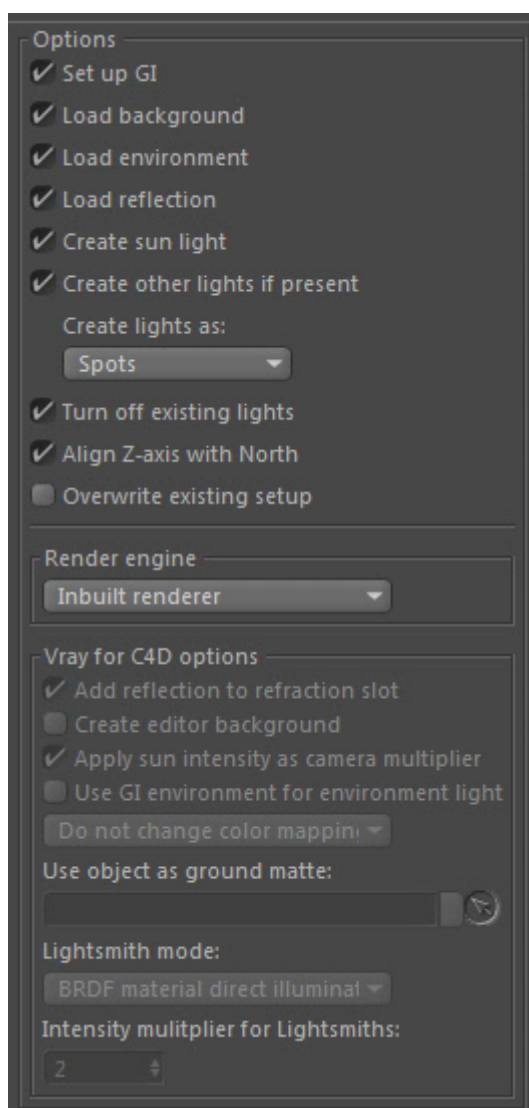 Options
Set up GI
Load background
Load environment
Load reflection
Create sun light
Create other lights if present
Create lights as:
Spots
Turn off existing lights
Align Z-axis with North
Overwrite existing setup
Render engine
Inbuilt renderer
Vray for C4D options
Add reflection to refraction slot
Create editor background
Apply sun intensity as camera multiplier
Use GI environment for environment light
Do not change color mapping
Use object as ground matte:
Lightsmith mode:
BRDF material direct illuminat
Intensity mulitplier for Lightsmiths:
2